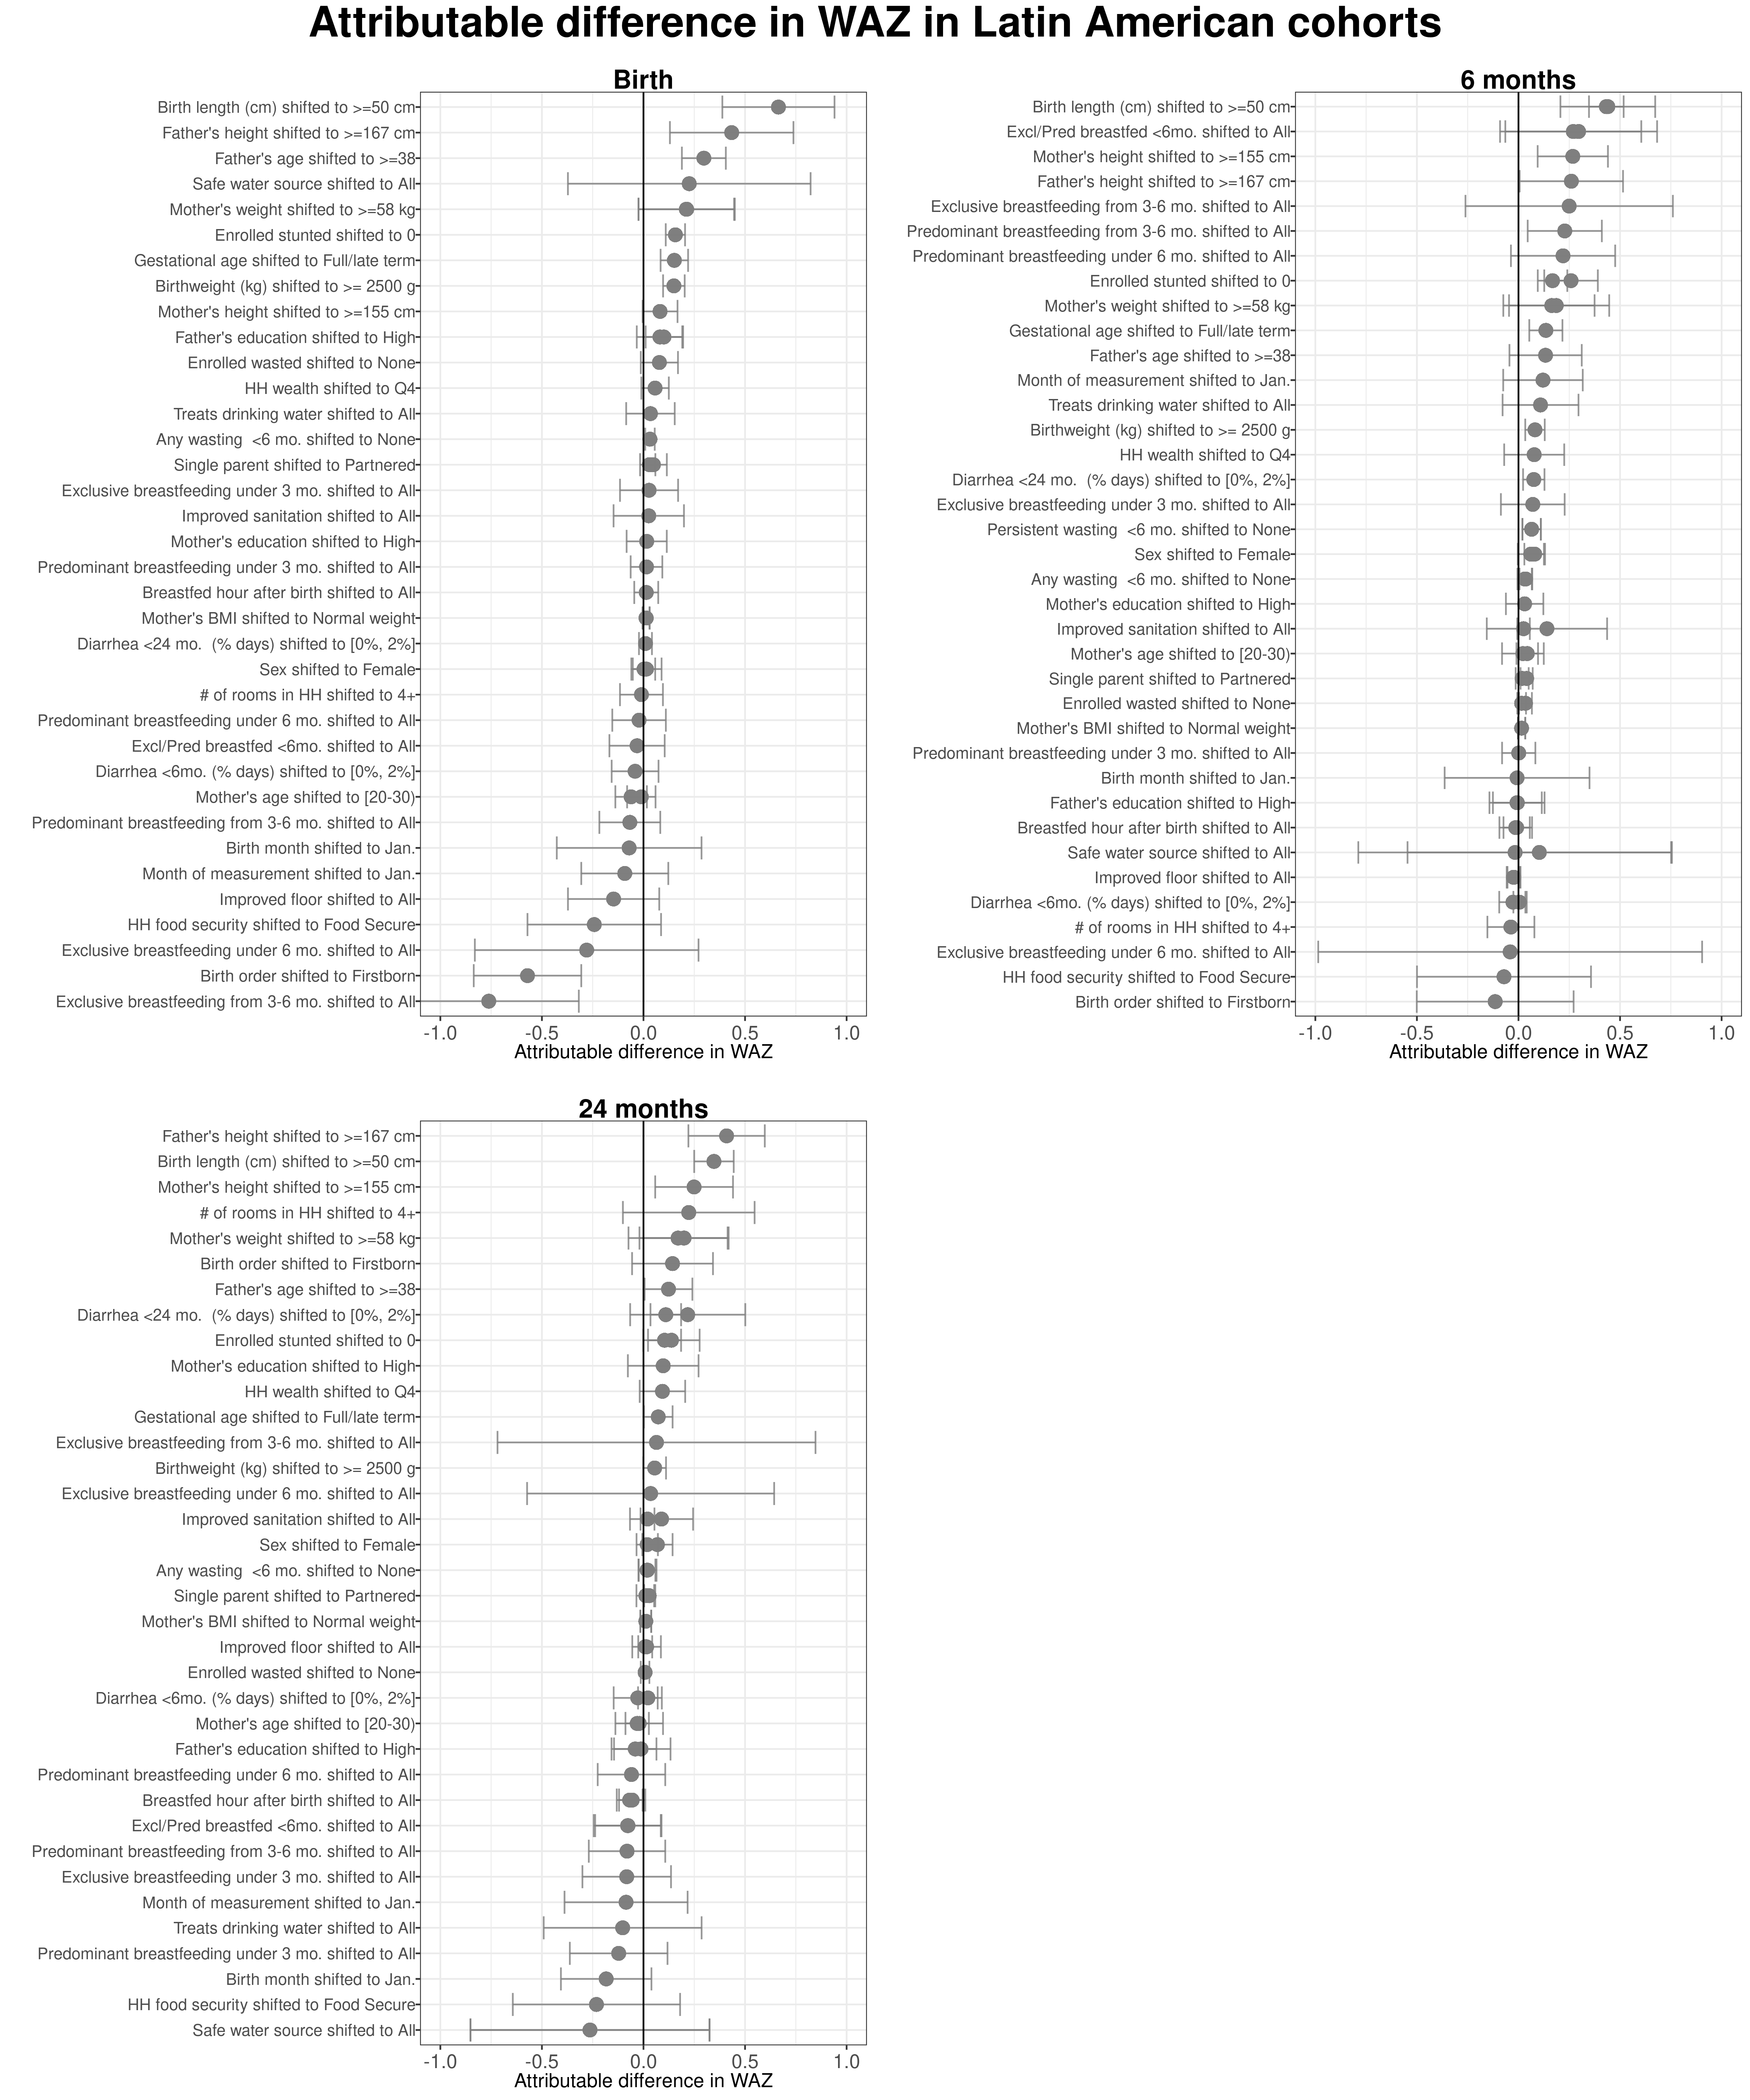 Attributable difference in WAZ in Latin American cohorts
Birth
Birth length (cm) shifted to >=50 cm
Father's height shifted to >=167 cm
Father's age shifted to >=38
Safe water source shifted to All
Mother's weight shifted to >=58 kg
Enrolled stunted shifted to 0
Gestational age shifted to Full/late term
Birthweight (kg) shifted to >= 2500 g
Mother's height shifted to >=155 cm
Father's education shifted to High
Enrolled wasted shifted to None
HH wealth shifted to Q4
Treats drinking water shifted to All
Any wasting  <6 mo. shifted to None
Single parent shifted to Partnered
Exclusive breastfeeding under 3 mo. shifted to All
Improved sanitation shifted to All
Mother's education shifted to High
Predominant breastfeeding under 3 mo. shifted to All
Breastfed hour after birth shifted to All
Mother's BMI shifted to Normal weight
Diarrhea <24 mo.  (% days) shifted to [0%, 2%]
Sex shifted to Female
# of rooms in HH shifted to 4+
Predominant breastfeeding under 6 mo. shifted to All
Excl/Pred breastfed <6mo. shifted to All
Diarrhea <6mo. (% days) shifted to [0%, 2%]
Mother's age shifted to [20-30)
Predominant breastfeeding from 3-6 mo. shifted to All
Birth month shifted to Jan.
Month of measurement shifted to Jan.
Improved floor shifted to All
HH food security shifted to Food Secure
Exclusive breastfeeding under 6 mo. shifted to All
Birth order shifted to Firstborn
Exclusive breastfeeding from 3-6 mo. shifted to All
-1.0 -0.5 0.0 0.5 1.0
Attributable difference in WAZ
6 months
Birth length (cm) shifted to >=50 cm
Excl/Pred breastfed <6mo. shifted to All
Mother's height shifted to >=155 cm
Father's height shifted to >=167 cm
Exclusive breastfeeding from 3-6 mo. shifted to All
Predominant breastfeeding from 3-6 mo. shifted to All
Predominant breastfeeding under 6 mo. shifted to All
Enrolled stunted shifted to 0
Mother's weight shifted to >=58 kg
Gestational age shifted to Full/late term
Father's age shifted to >=38
Month of measurement shifted to Jan.
Treats drinking water shifted to All
Birthweight (kg) shifted to >= 2500 g
HH wealth shifted to Q4
Diarrhea <24 mo.  (% days) shifted to [0%, 2%]
Exclusive breastfeeding under 3 mo. shifted to All
Persistent wasting  <6 mo. shifted to None
Sex shifted to Female
Any wasting  <6 mo. shifted to None
Mother's education shifted to High
Improved sanitation shifted to All
Mother's age shifted to [20-30)
Single parent shifted to Partnered
Enrolled wasted shifted to None
Mother's BMI shifted to Normal weight
Predominant breastfeeding under 3 mo. shifted to All
Birth month shifted to Jan.
Father's education shifted to High
Breastfed hour after birth shifted to All
Safe water source shifted to All
Improved floor shifted to All
Diarrhea <6mo. (% days) shifted to [0%, 2%]
# of rooms in HH shifted to 4+
Exclusive breastfeeding under 6 mo. shifted to All
HH food security shifted to Food Secure
Birth order shifted to Firstborn
-1.0 -0.5 0.0 0.5 1.0
Attributable difference in WAZ
24 months
Father's height shifted to >=167 cm
Birth length (cm) shifted to >=50 cm
Mother's height shifted to >=155 cm
# of rooms in HH shifted to 4+
Mother's weight shifted to >=58 kg
Birth order shifted to Firstborn
Father's age shifted to >=38
Diarrhea <24 mo.  (% days) shifted to [0%, 2%]
Enrolled stunted shifted to 0
Mother's education shifted to High
HH wealth shifted to Q4
Gestational age shifted to Full/late term
Exclusive breastfeeding from 3-6 mo. shifted to All
Birthweight (kg) shifted to >= 2500 g
Exclusive breastfeeding under 6 mo. shifted to All
Improved sanitation shifted to All
Sex shifted to Female
Any wasting  <6 mo. shifted to None
Single parent shifted to Partnered
Mother's BMI shifted to Normal weight
Improved floor shifted to All
Enrolled wasted shifted to None
Diarrhea <6mo. (% days) shifted to [0%, 2%]
Mother's age shifted to [20-30)
Father's education shifted to High
Predominant breastfeeding under 6 mo. shifted to All
Breastfed hour after birth shifted to All
Excl/Pred breastfed <6mo. shifted to All
Predominant breastfeeding from 3-6 mo. shifted to All
Exclusive breastfeeding under 3 mo. shifted to All
Month of measurement shifted to Jan.
Treats drinking water shifted to All
Predominant breastfeeding under 3 mo. shifted to All
Birth month shifted to Jan.
HH food security shifted to Food Secure
Safe water source shifted to All
-1.0 -0.5 0.0 0.5 1.0
Attributable difference in WAZ